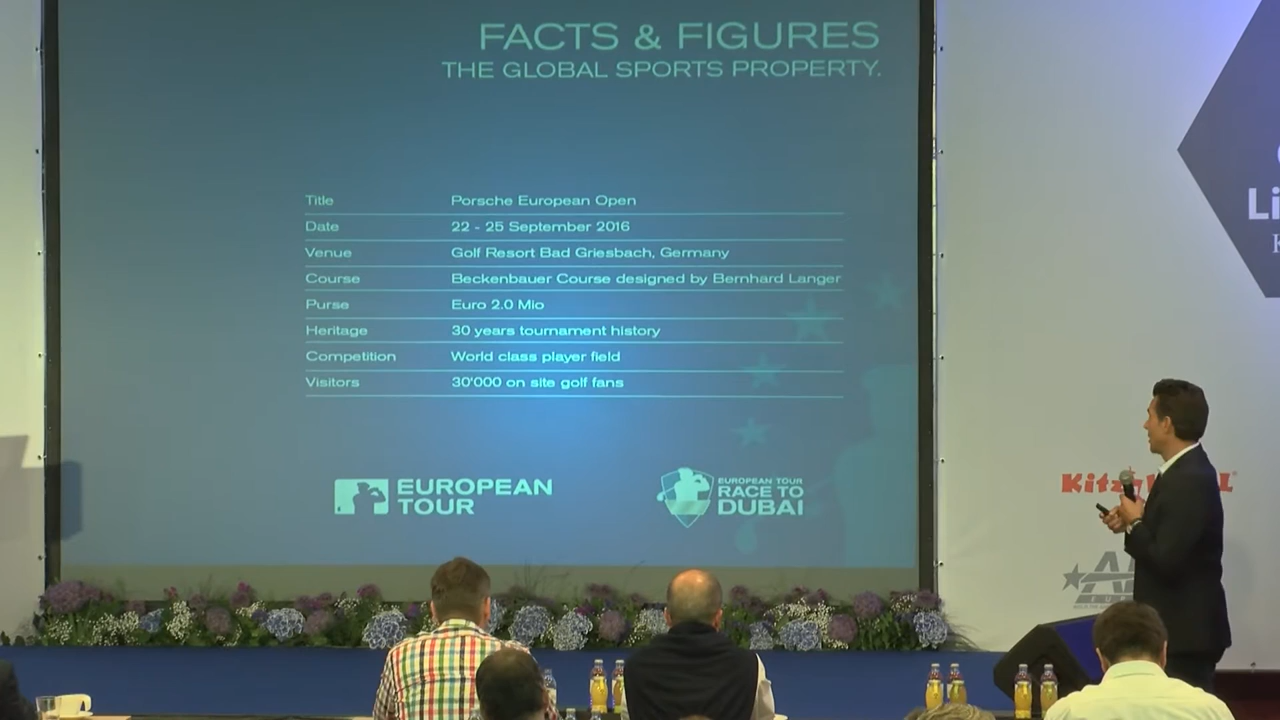 FACTS & FIGURES
THE GLOBAL SPORTS PROPERTY.
Title Porsche European Open
Date 22 - 25 September 2016
Venue Golf Resort Bad Griesbach, Germany
Course Beckenbauer Course designed by Bernhard Langer
Purse Euro 2.0 Mio
Heritage 30 years tournament history
Competition World class player field
Visitors 30'000 on site golf fans
EUROPEAN
TOUR
EUROPEAN TOUR
RACE TO
DUBAI
Li